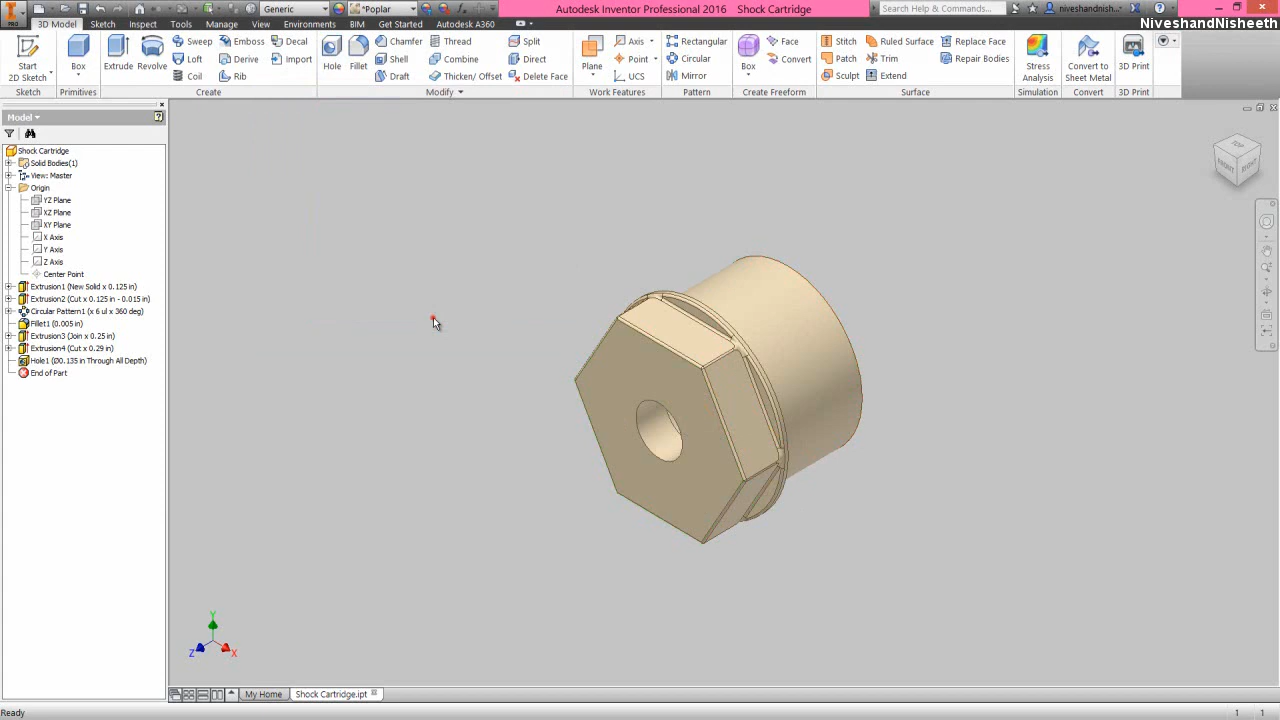 Generic
*Poplar
Autodesk Inventor Professional 2016 Shock Cartridge
Search Help & Commands...
niveshandnish...
NiveshandNisheeth
PRO
3D Model Sketch Inspect Tools Manage View Environments BIM Get Started Autodesk A360
Start
2D Sketch
Box
Extrude
Revolve
Sweep Emboss Decal
Loft Derive Import
Coil Rib
Hole
Fillet
Chamfer Thread Split
Shell Combine Direct
Draft Thicken/ Offset Delete Face
Plane
Axis
Point
UCS
Rectangular
Circular
Mirror
Box
Face
Convert
Stitch Ruled Surface Replace Face
Patch Trim Repair Bodies
Sculpt Extend
Stress
Analysis
Convert to
Sheet Metal
3D Print
Sketch Primitives Create Modify Work Features Pattern Create Freeform Surface Simulation Convert 3D Print
Model
Shock Cartridge
Solid Bodies(1)
View: Master
Origin
YZ Plane
XZ Plane
XY Plane
X Axis
Y Axis
Z Axis
Center Point
Extrusion1 (New Solid x 0.125 in)
Extrusion2 (Cut x 0.125 in - 0.015 in)
Circular Pattern1 (x 6 ul x 360 deg)
Fillet1 (0.005 in)
Extrusion3 (Join x 0.25 in)
Extrusion4 (Cut x 0.29 in)
Hole1 (Ø0.135 in Through All Depth)
End of Part
TOP
FRONT RIGHT
Y
Z X
My Home Shock Cartridge.ipt
Ready 1 1